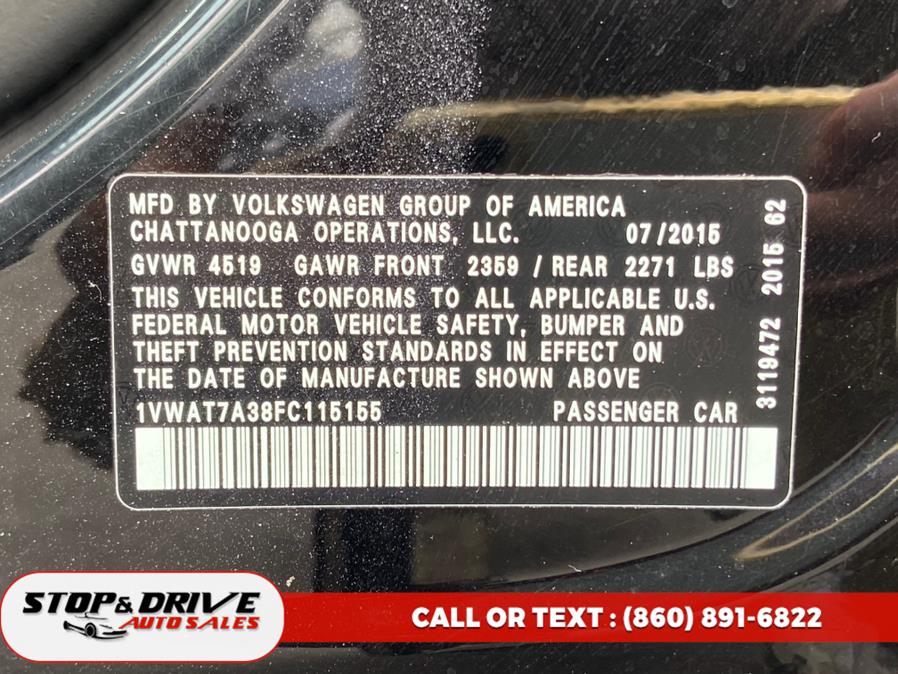 MFD BY VOLKSWAGEN GROUP OF AMERICA
CHATTANOOGA OPERATIONS, LLC. 07/2015
GVWR 4519 GAWR FRONT 2359 / REAR 2271 LBS
THIS VEHICLE CONFORMS TO ALL APPLICABLE U.S.
FEDERAL MOTOR VEHICLE SAFETY, BUMPER AND
THEFT PREVENTION STANDARDS IN EFFECT ON
THE DATE OF MANUFACTURE SHOWN ABOVE
1VWAT7A38FC115155 PASSENGER CAR
3119472 2015 62
STOP & DRIVE
AUTO SALES
CALL OR TEXT : (860) 891-6822